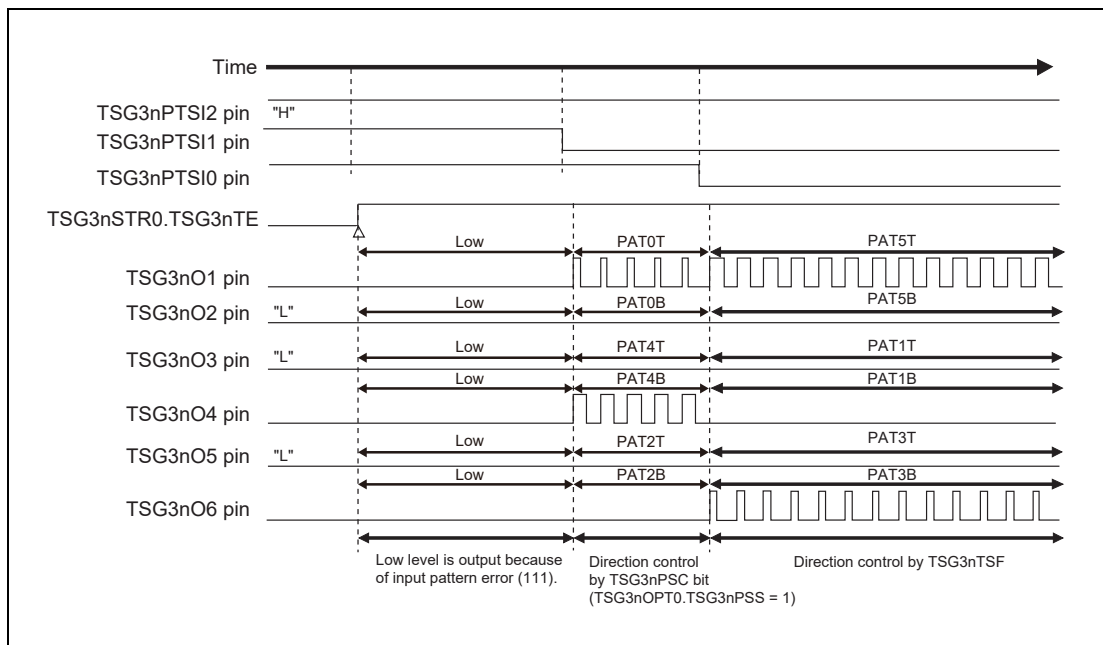 Time
TSG3nPTSI2 pin "H"
TSG3nPTSI1 pin
TSG3nPTSI0 pin
TSG3nSTR0.TSG3nTE
Low PAT0T PAT5T
TSG3nO1 pin
Low PAT0B PAT5B
TSG3nO2 pin "L"
Low PAT4T PAT1T
TSG3nO3 pin "L"
Low PAT4B PAT1B
TSG3nO4 pin
Low PAT2T PAT3T
TSG3nO5 pin "L"
Low PAT2B PAT3B
TSG3nO6 pin
Low level is output because
of input pattern error (111).
Direction control
by TSG3nPSC bit
(TSG3nOPT0.TSG3nPSS = 1)
Direction control by TSG3nTSF